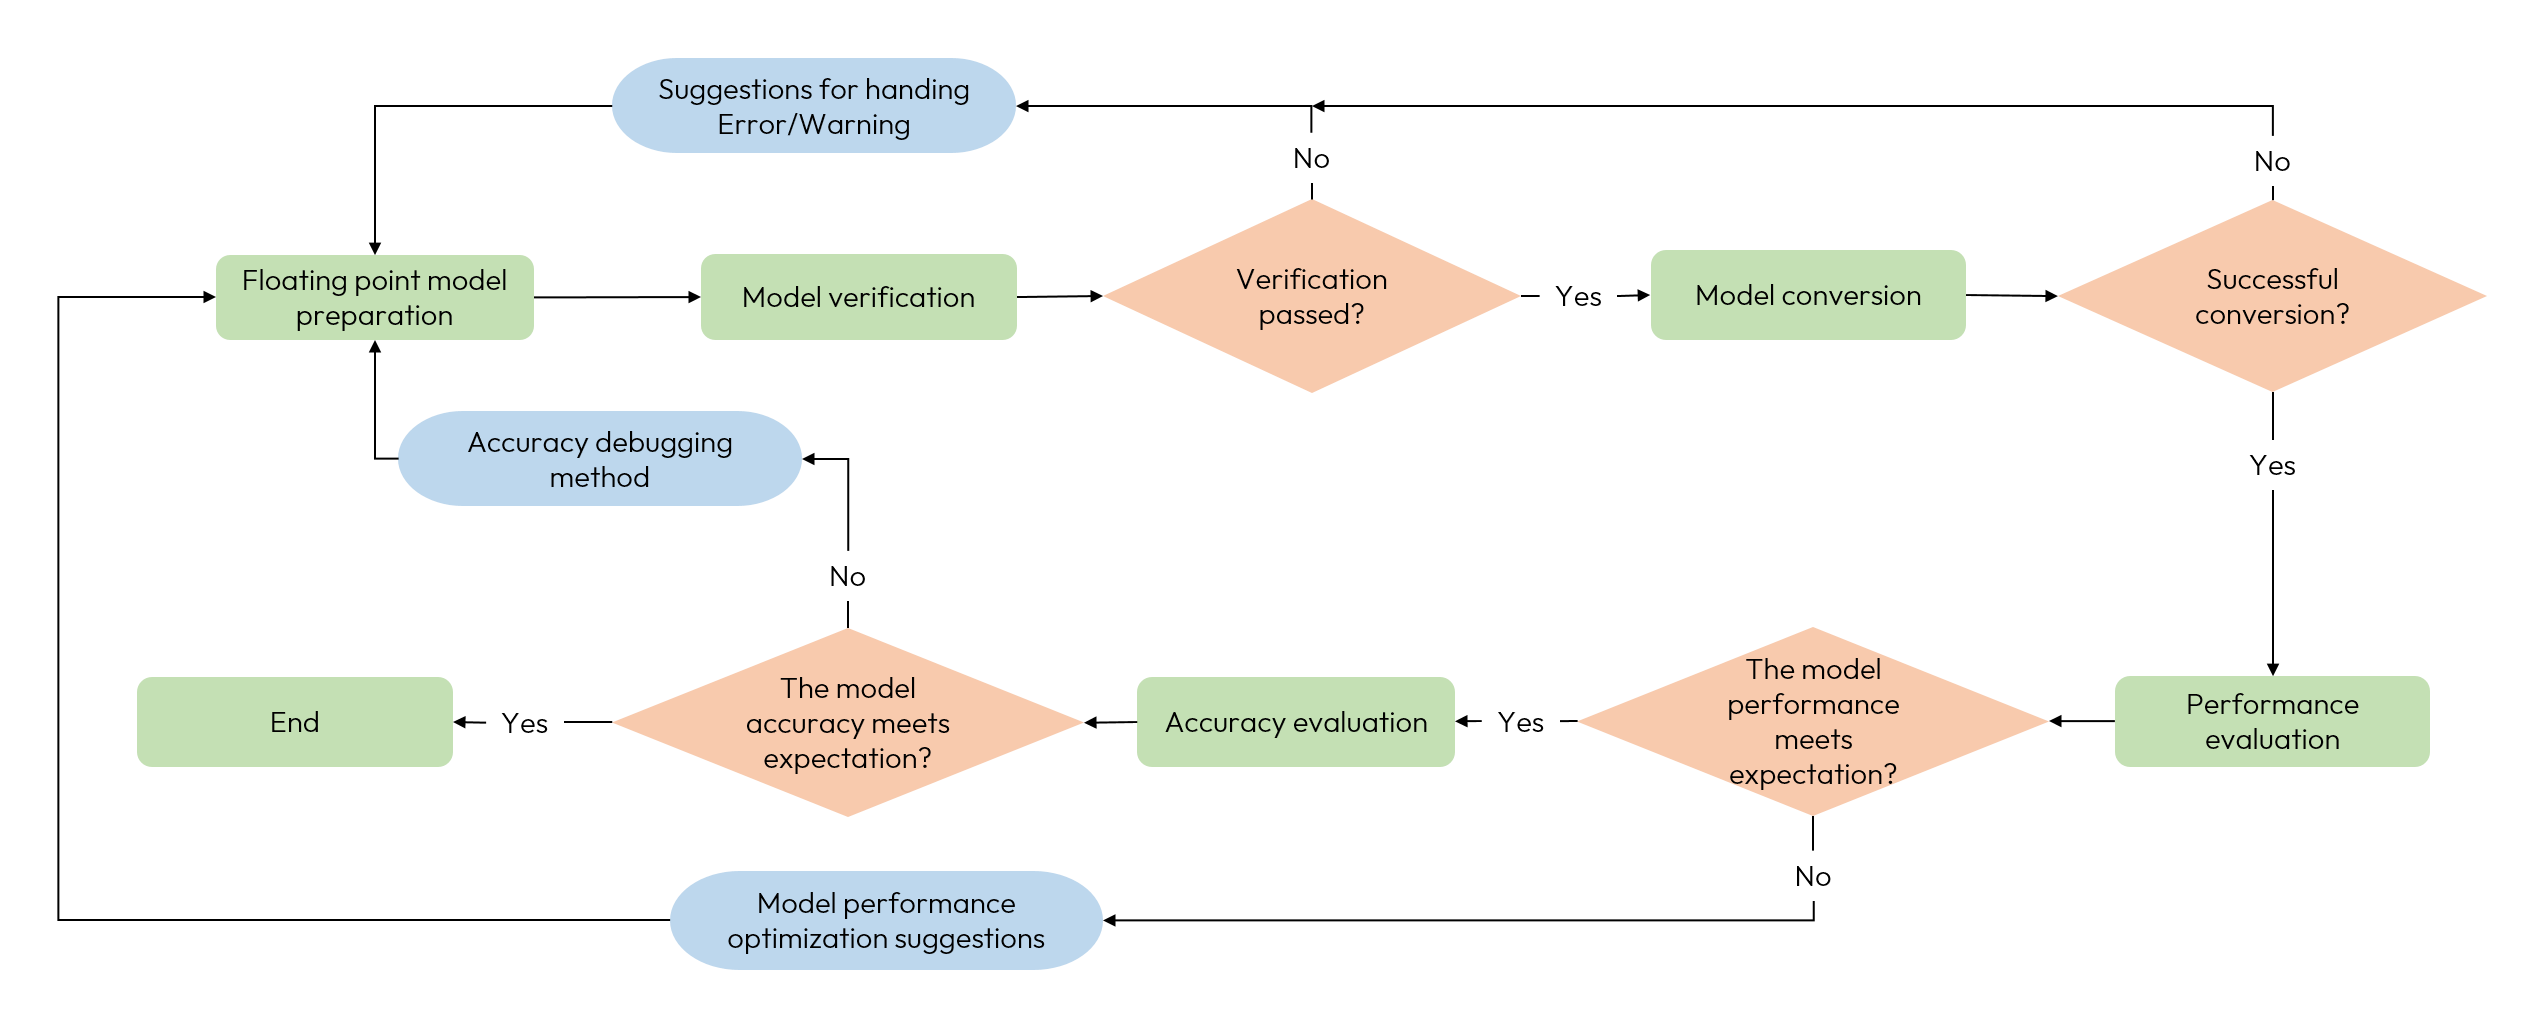 Suggestions for handing
Error/Warning
No
No
Floating point model
preparation
Model verification
Verification
passed?
Yes
Model conversion
Successful
conversion?
Accuracy debugging
method
Yes
No
End
Yes
The model
accuracy meets
expectation?
Accuracy evaluation
Yes
The model
performance
meets
expectation?
Performance
evaluation
No
Model performance
optimization suggestions